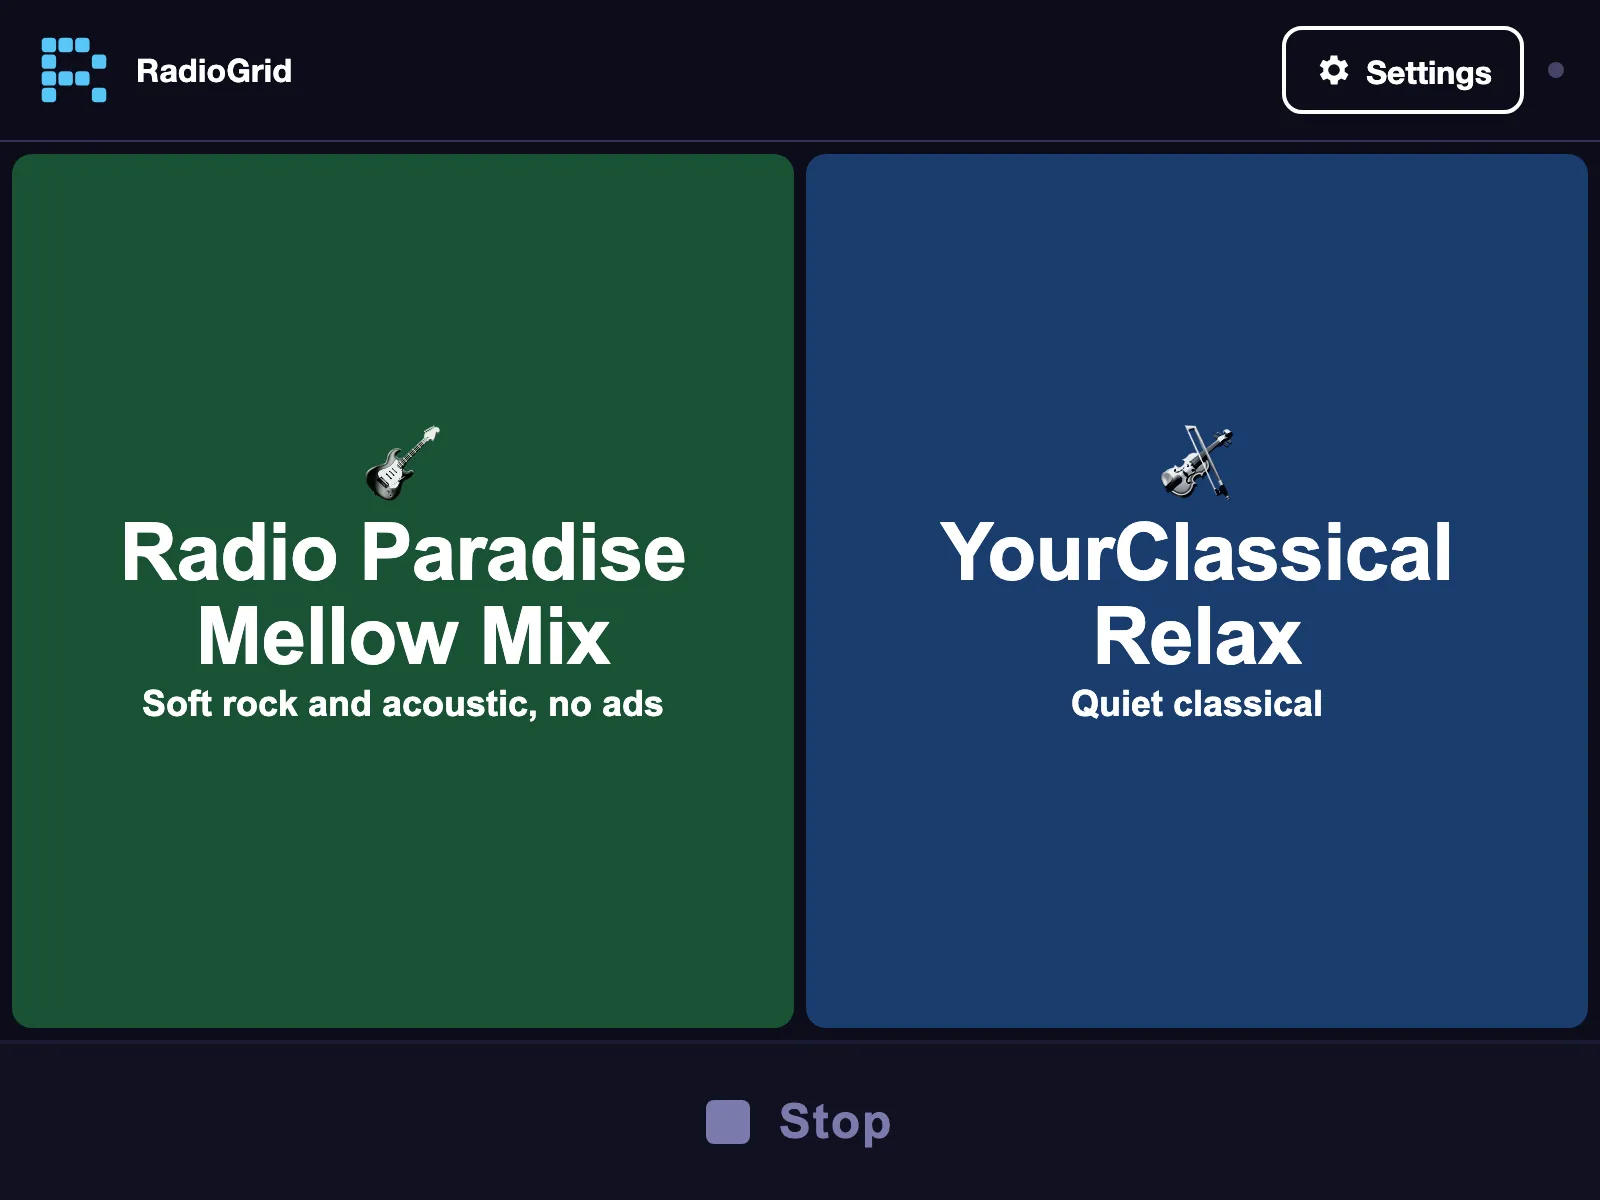 RadioGrid
Settings
Radio Paradise
Mellow Mix
Soft rock and acoustic, no ads
YourClassical
Relax
Quiet classical
Stop